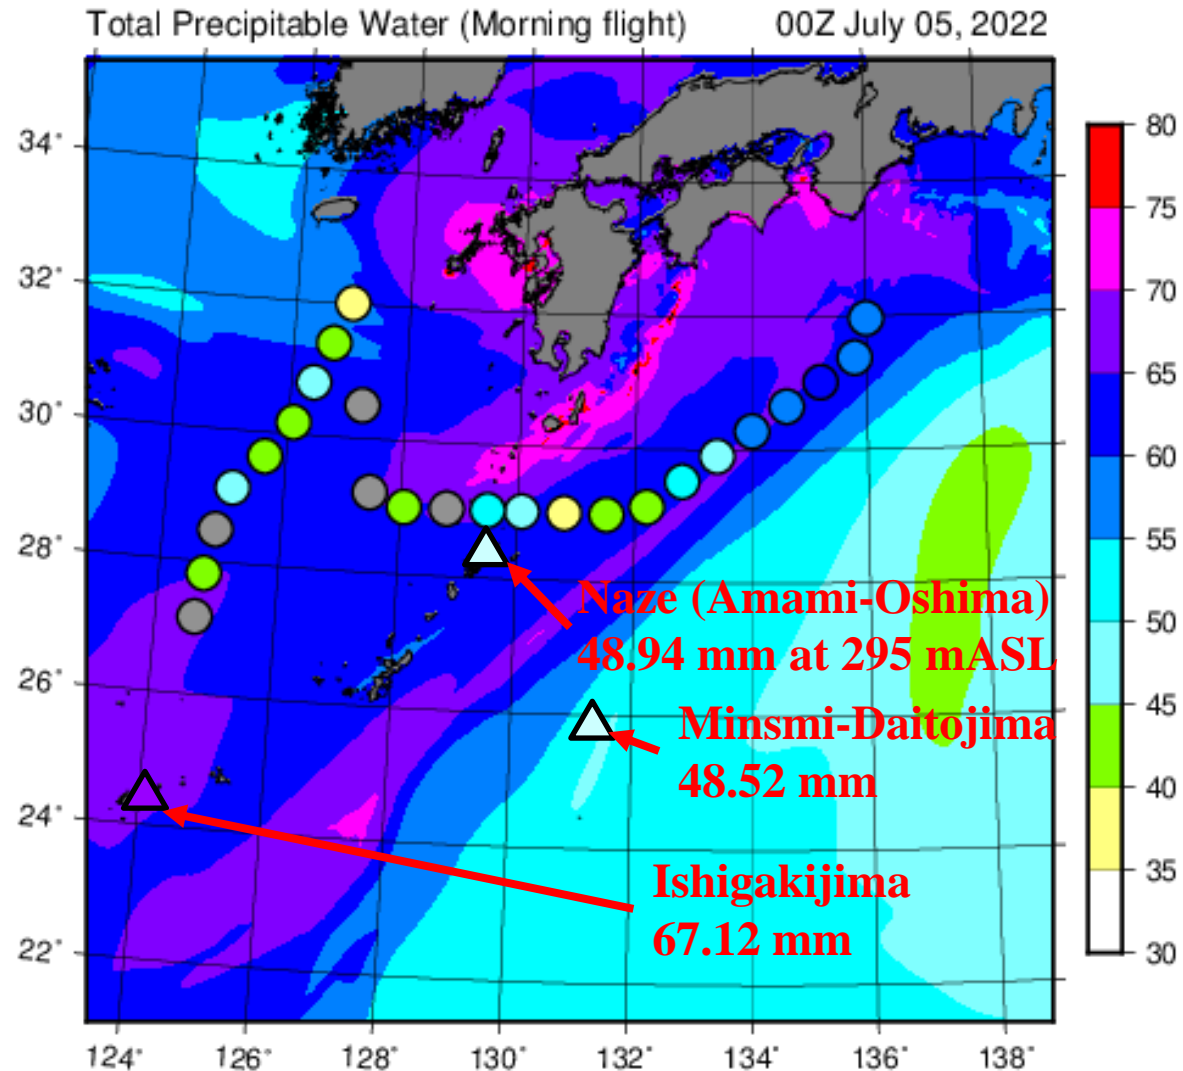 Total Precipitable Water (Morning flight) 00Z July 05, 2022
34°
32°
30°
28°
26°
24°
22°
124° 126° 128° 130° 132° 134° 136° 138°
80
75
70
65
60
55
50
45
40
35
30
Naze (Amami-Oshima)
48.94 mm at 295 mASL
Minsmi-Daitojima
48.52 mm
Ishigakijima
67.12 mm